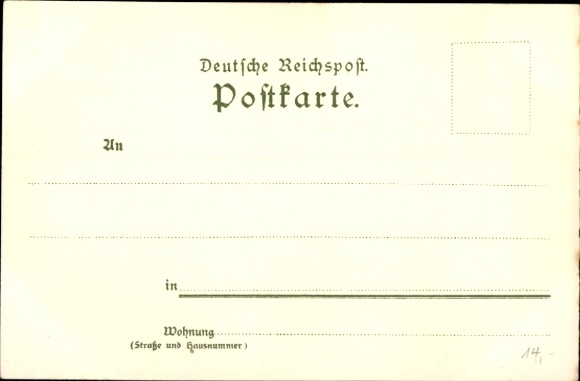 Deutſche Reichspoſt.
Poſtkarte.
An
in
Wohnung
(Straße und Hausnummer)
14,-